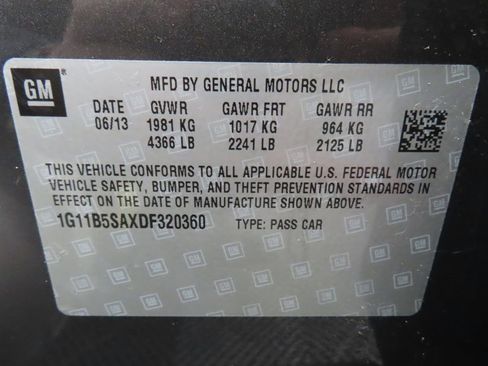 GM ® MFD BY GENERAL MOTORS LLC
DATE GVWR GAWR FRT GAWR RR
06/13 1981 KG 1017 KG 964 KG
4366 LB 2241 LB 2125 LB
THIS VEHICLE CONFORMS TO ALL APPLICABLE U.S. FEDERAL MOTOR
VEHICLE SAFETY, BUMPER, AND THEFT PREVENTION STANDARDS IN
EFFECT ON THE DATE OF MANUFACTURE SHOWN ABOVE.
1G11B5SAXDF320360 TYPE: PASS CAR